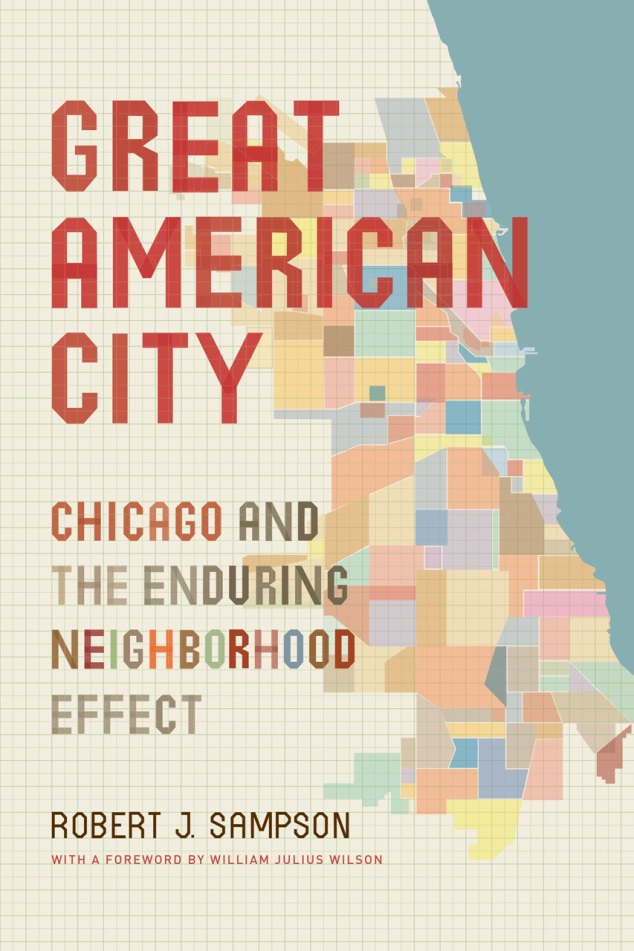 GREAT
AMERICAN
CITY
CHICAGO AND
THE ENDURING
NEIGHBORHOOD
EFFECT
ROBERT J. SAMPSON
WITH A FOREWORD BY WILLIAM JULIUS WILSON